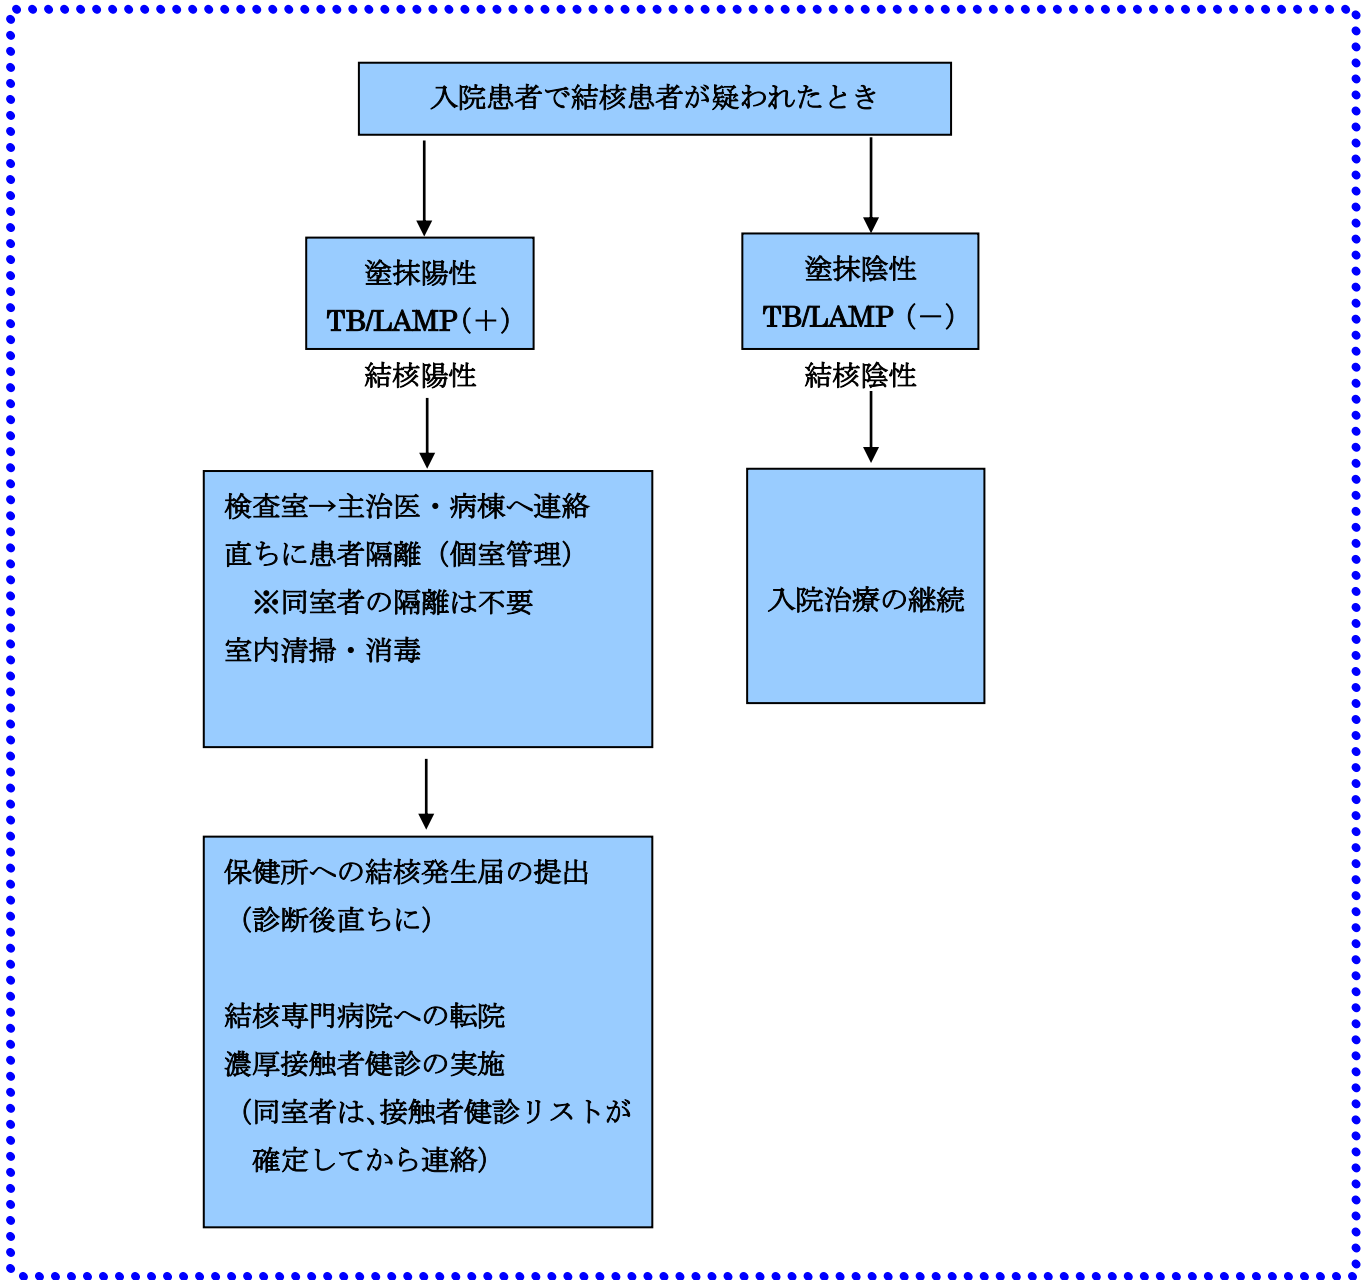 入院患者で結核患者が疑われたとき
塗抹陽性
TB/LAMP（＋）
結核陽性
塗抹陰性
TB/LAMP（－）
結核陰性
検査室→主治医・病棟へ連絡
直ちに患者隔離（個室管理）
※同室者の隔離は不要
室内清掃・消毒
入院治療の継続
保健所への結核発生届の提出
（診断後直ちに）
結核専門病院への転院
濃厚接触者健診の実施
（同室者は、接触者健診リストが
確定してから連絡）